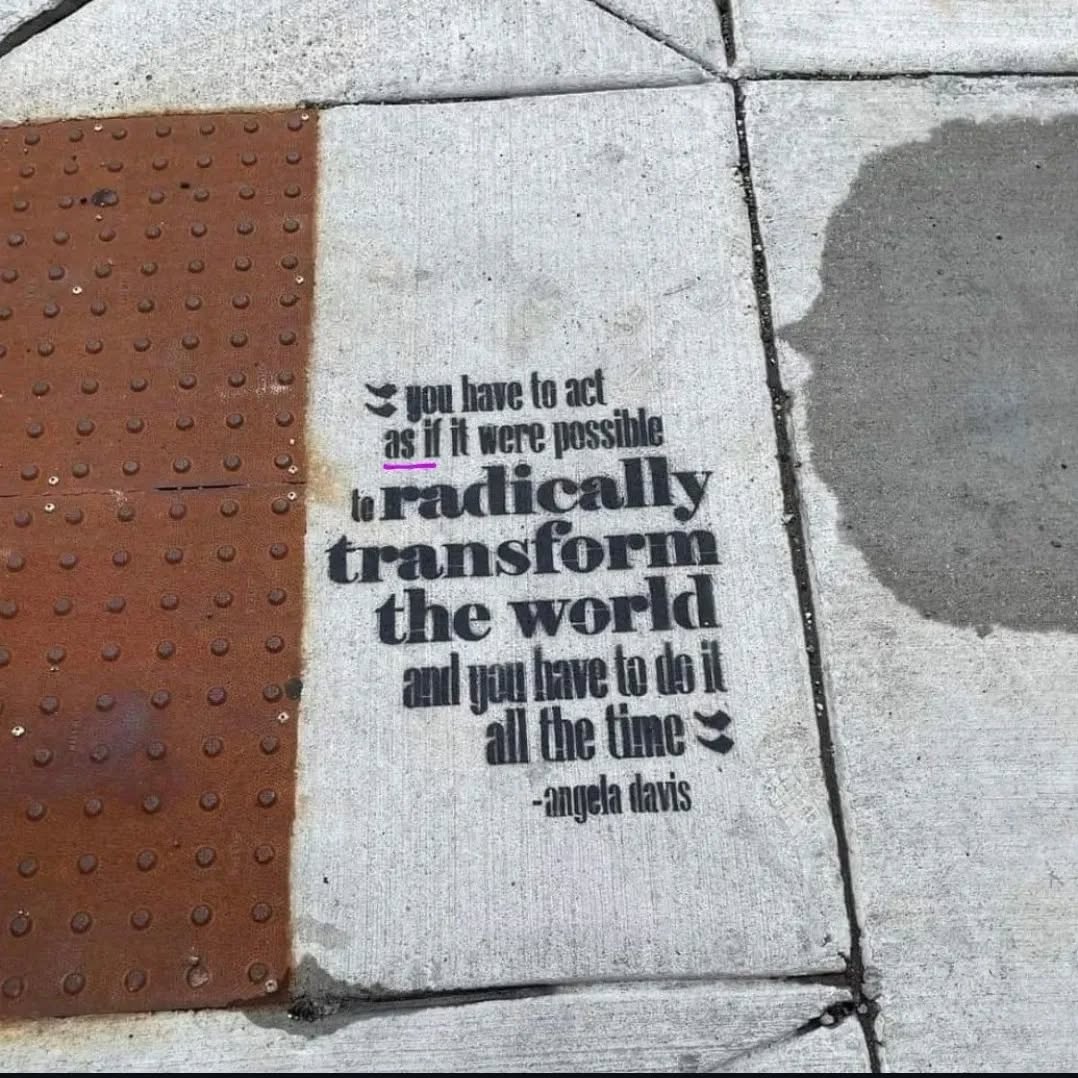 “you have to act
as if it were possible
to radically
transform
the world
and you have to do it
all the time”
-angela davis